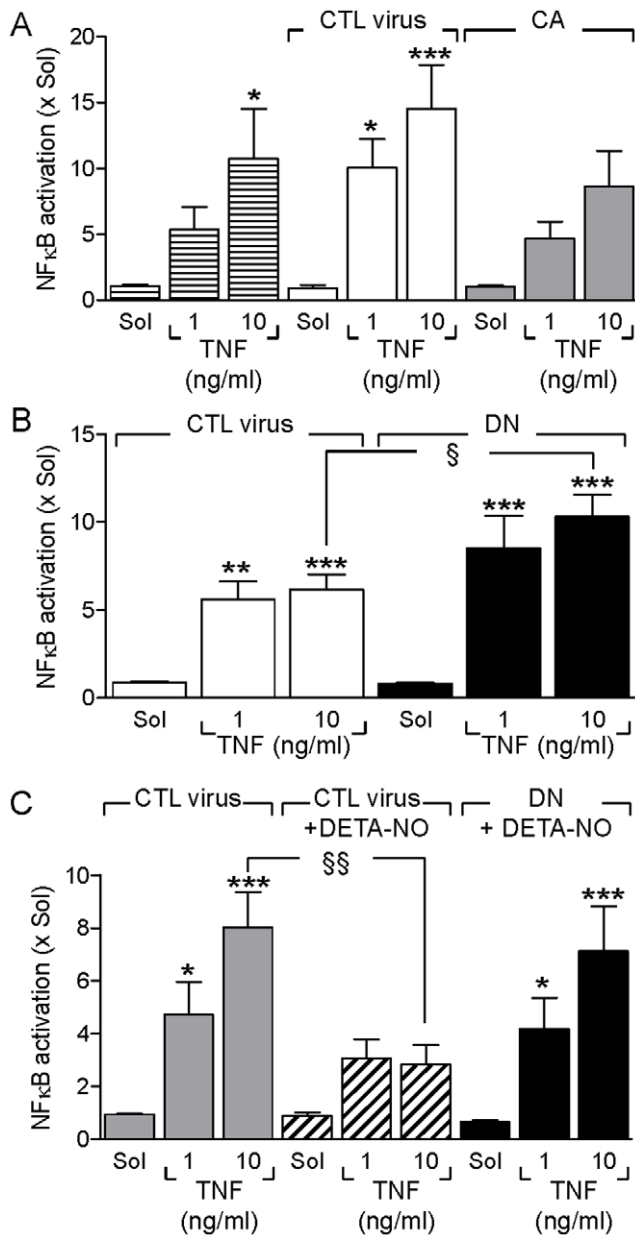 A
CTL virus
CA
NFκB activation (x Sol)
20
15
10
5
0
*
*
***
Sol 1 10 Sol 1 10 Sol 1 10
TNF TNF TNF
(ng/ml) (ng/ml) (ng/ml)
B
CTL virus
DN
§
NFκB activation (x Sol)
15
10
5
0
**
***
***
***
Sol 1 10 Sol 1 10
TNF (ng/ml) TNF (ng/ml)
C
CTL virus
CTL virus
+DETA-NO
DN
+ DETA-NO
§§
NFκB activation (x Sol)
10
8
6
4
2
0
*
***
*
***
Sol 1 10 Sol 1 10 Sol 1 10
TNF TNF TNF
(ng/ml) (ng/ml) (ng/ml)